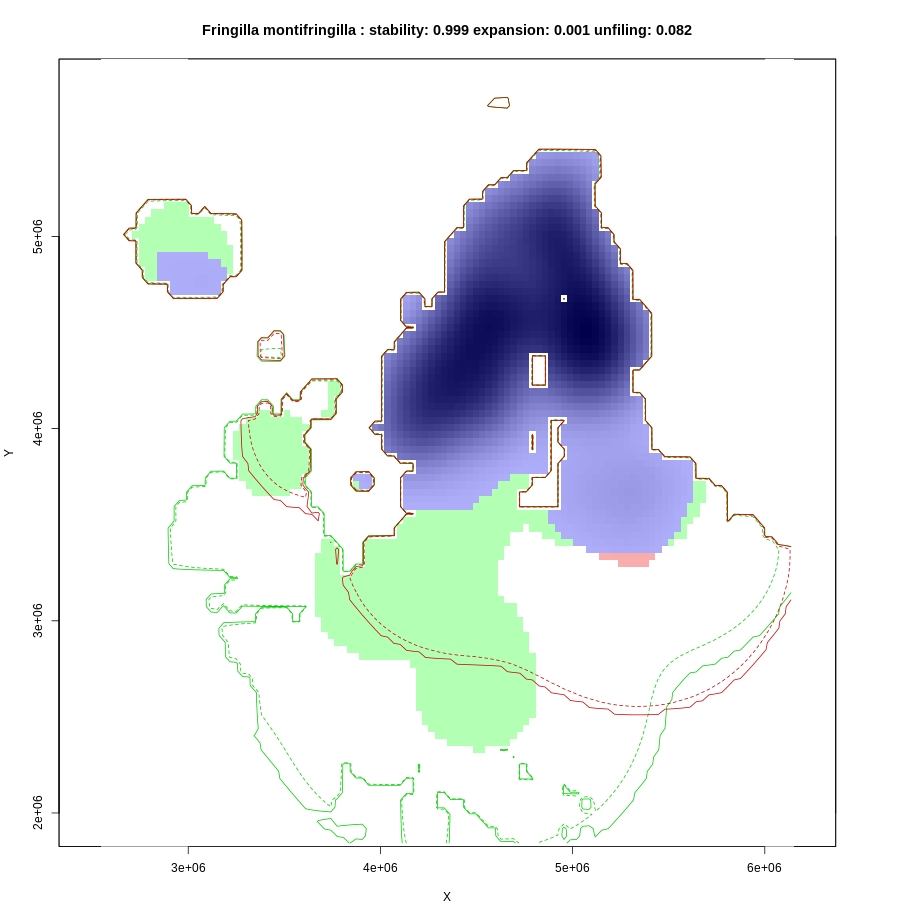 Fringilla montifringilla : stability: 0.999 expansion: 0.001 unfiling: 0.082
5e+06
4e+06
Y
3e+06
2e+06
3e+06 4e+06 5e+06 6e+06
X